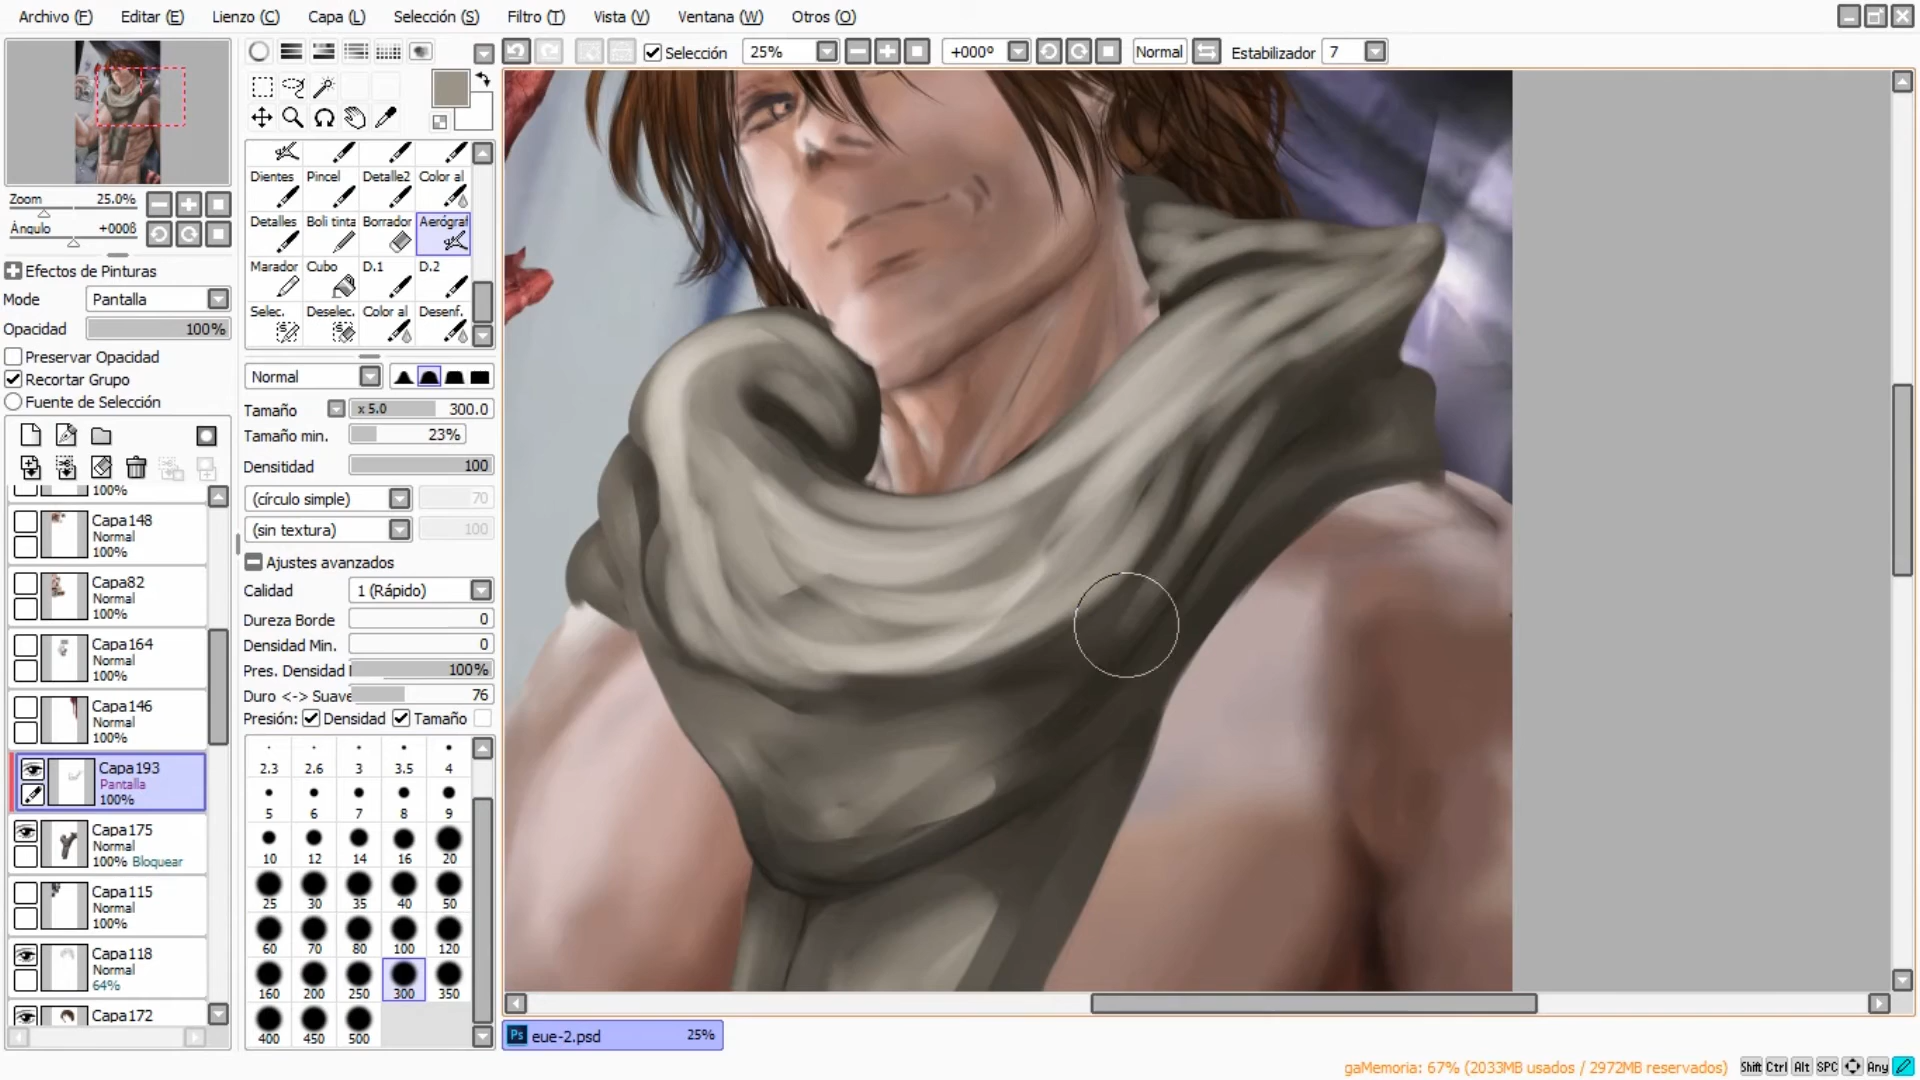 Archivo (F) Editar (E) Lienzo (C) Capa (L) Selección (S) Filtro (T) Vista (V) Ventana (W) Otros (O)
Selección 25% +000º Normal Estabilizador 7
Zoom 25.0%
Ángulo +000ß
Efectos de Pinturas
Mode Pantalla
Opacidad 100%
Preservar Opacidad
Recortar Grupo
Fuente de Selección
100%
Capa148
Normal
100%
Capa82
Normal
100%
Capa164
Normal
100%
Capa146
Normal
100%
Capa193
Pantalla
100%
Capa175
Normal
100% Bloquear
Capa115
Normal
100%
Capa118
Normal
64%
Capa172
Dientes Pincel Detalle2 Color al
Detalles Boli tinta Borrador Aerógraf
Marador Cubo D.1 D.2
Selec. Deselec. Color al Desenf.
Normal
Tamaño x 5.0 300.0
Tamaño min. 23%
Densitidad 100
(círculo simple) 70
(sin textura) 100
Ajustes avanzados
Calidad 1 (Rápido)
Dureza Borde 0
Densidad Min. 0
Pres. Densidad 100%
Duro <-> Suave 76
Presión: Densidad Tamaño
2.3 2.6 3 3.5 4
5 6 7 8 9
10 12 14 16 20
25 30 35 40 50
60 70 80 100 120
160 200 250 300 350
400 450 500
Ps eue-2.psd 25%
gaMemoria: 67% (2033MB usados / 2972MB reservados) Shift Ctrl Alt SPC Any